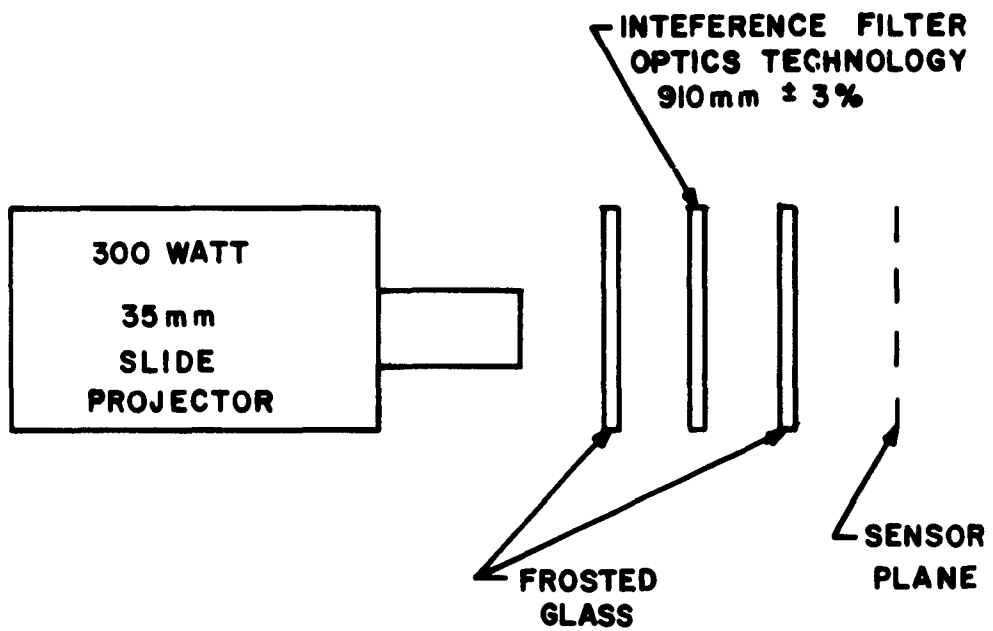 INTEFERENCE FILTER
OPTICS TECHNOLOGY
910mm ± 3%
300 WATT
35mm
SLIDE
PROJECTOR
SENSOR
PLANE
FROSTED
GLASS